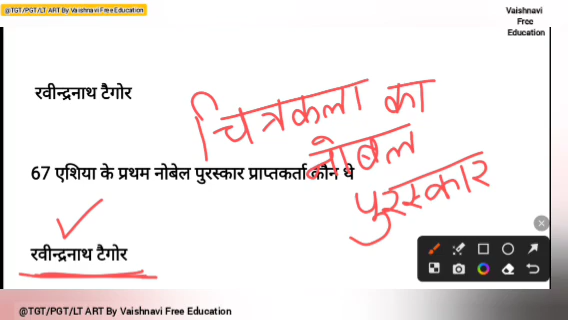 @TGT/PGT/LT ART By Vaishnavi Free Education
Vaishnavi
Free
Education
रवीन्द्रनाथ टैगोर
चित्रकला का
नोबल
पुरस्कार
67 एशिया के प्रथम नोबेल पुरस्कार प्राप्तकर्ता कौन थे
रवीन्द्रनाथ टैगोर
@TGT/PGT/LT ART By Vaishnavi Free Education